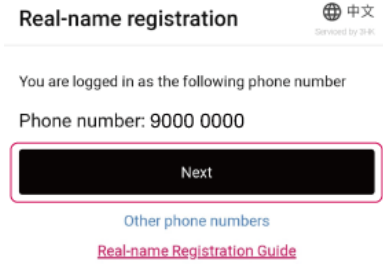 Real-name registration
中文
Serviced by 3HK
You are logged in as the following phone number
Phone number: 9000 0000
Next
Other phone numbers
Real-name Registration Guide